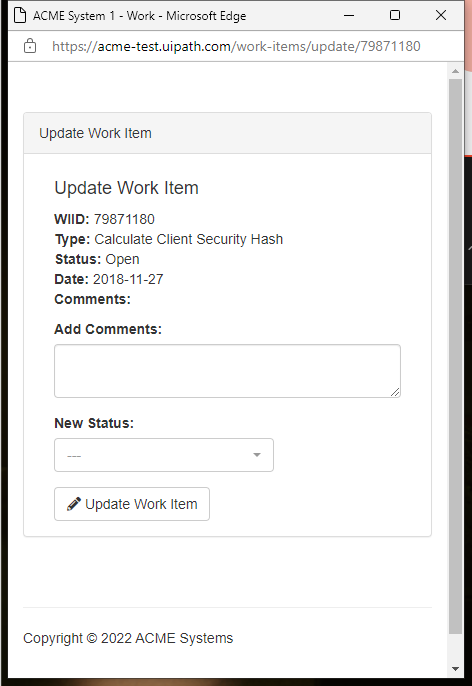 ACME System 1 - Work - Microsoft Edge
https://acme-test.uipath.com/work-items/update/79871180
Update Work Item
Update Work Item
WIID: 79871180
Type: Calculate Client Security Hash
Status: Open
Date: 2018-11-27
Comments:
Add Comments:
New Status:
---
Update Work Item
Copyright © 2022 ACME Systems